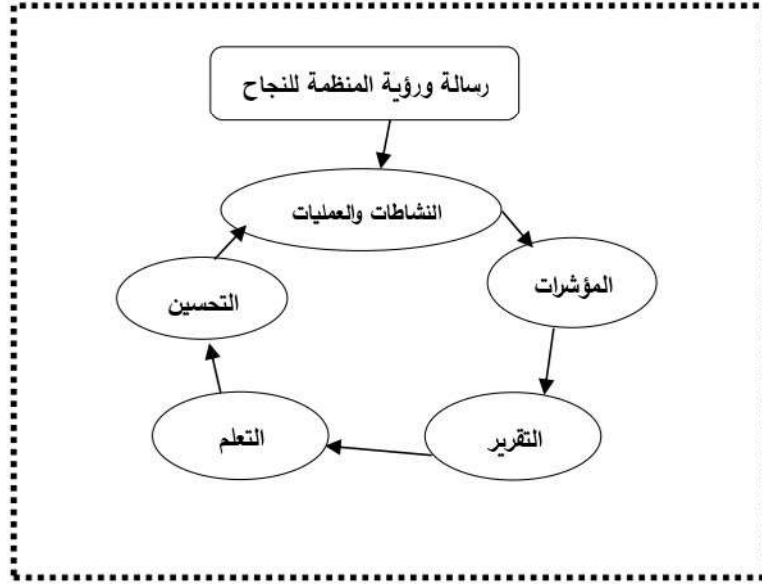 رسالة ورؤية المنظمة للنجاح
النشاطات والعمليات
المؤشرات
التقرير
التعلم
التحسين